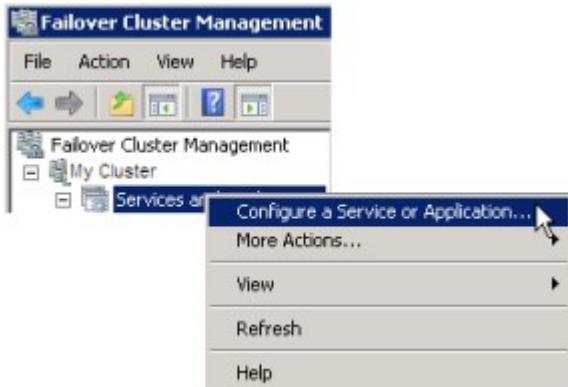 Failover Cluster Management
File Action View Help
Failover Cluster Management
My Cluster
Services
Configure a Service or Application...
More Actions...
View
Refresh
Help